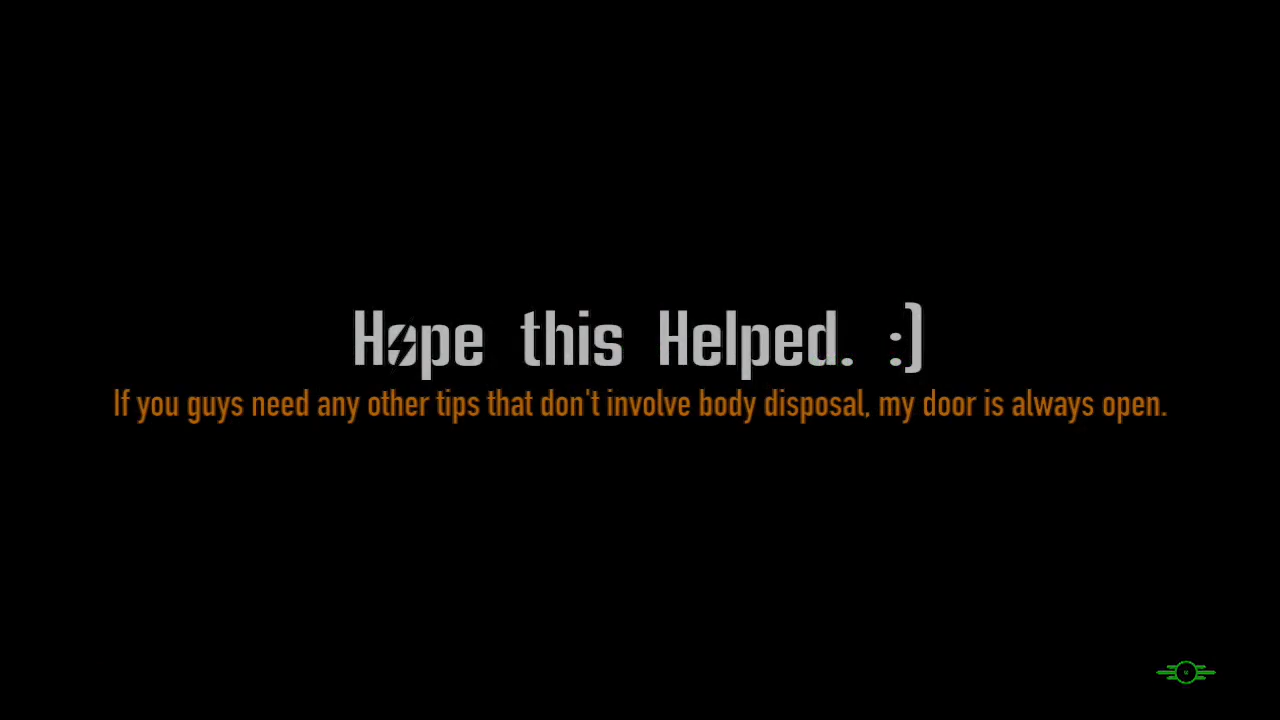 Hope this Helped. :)
If you guys need any other tips that don't involve body disposal, my door is always open.